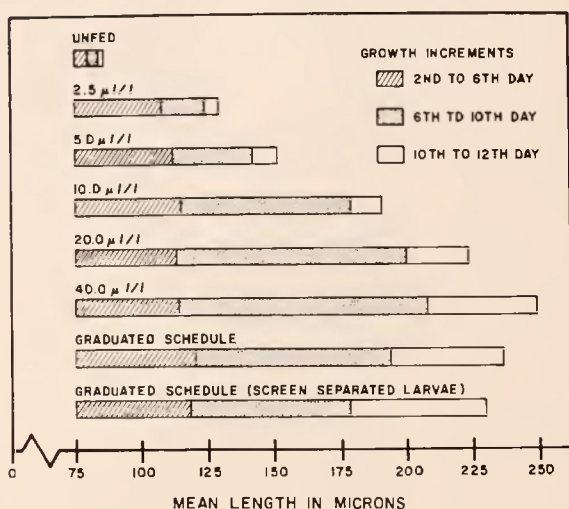 UNFED
2.5 μl/l
5.0 μl/l
10.0 μl/l
20.0 μl/l
40.0 μl/l
GRADUATED SCHEDULE
GRADUATED SCHEDULE (SCREEN SEPARATED LARVAE)
GROWTH INCREMENTS
2ND TO 6TH DAY
6TH TO 10TH DAY
10TH TO 12TH DAY
0 75 100 125 150 175 200 225 250
MEAN LENGTH IN MICRONS